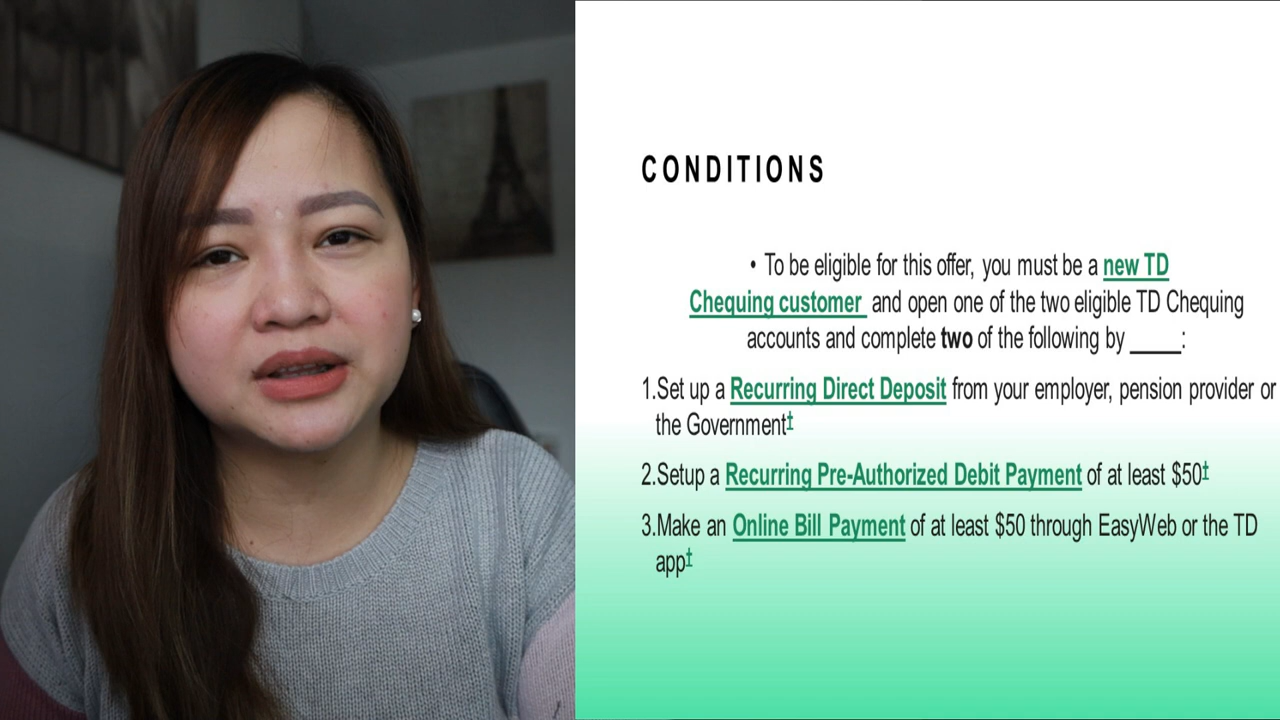 CONDITIONS
• To be eligible for this offer, you must be a new TD
Chequing customer and open one of the two eligible TD Chequing
accounts and complete two of the following by _____:
1.Set up a Recurring Direct Deposit from your employer, pension provider or
the Government‡
2.Setup a Recurring Pre-Authorized Debit Payment of at least $50‡
3.Make an Online Bill Payment of at least $50 through EasyWeb or the TD
app‡